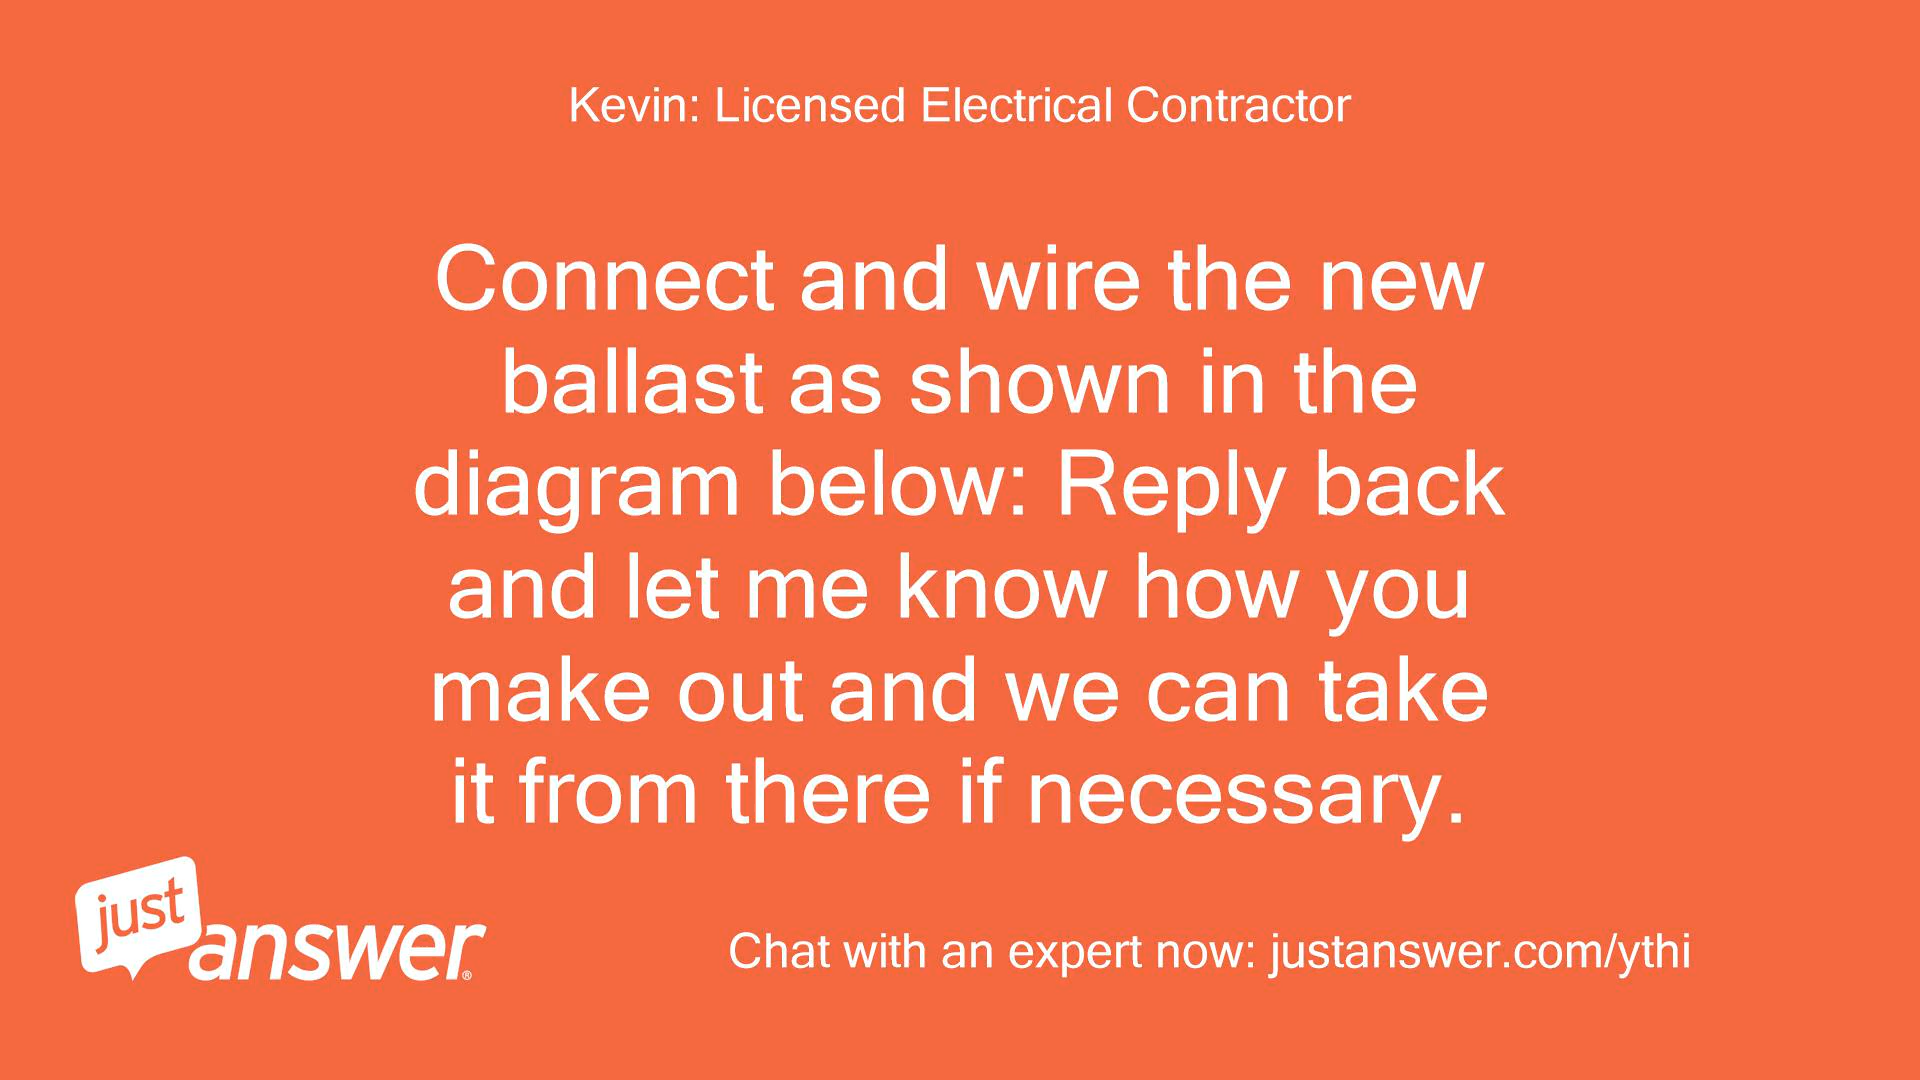 Kevin: Licensed Electrical Contractor
Connect and wire the new
ballast as shown in the
diagram below: Reply back
and let me know how you
make out and we can take
it from there if necessary.
just
answer®
Chat with an expert now: justanswer.com/ythi